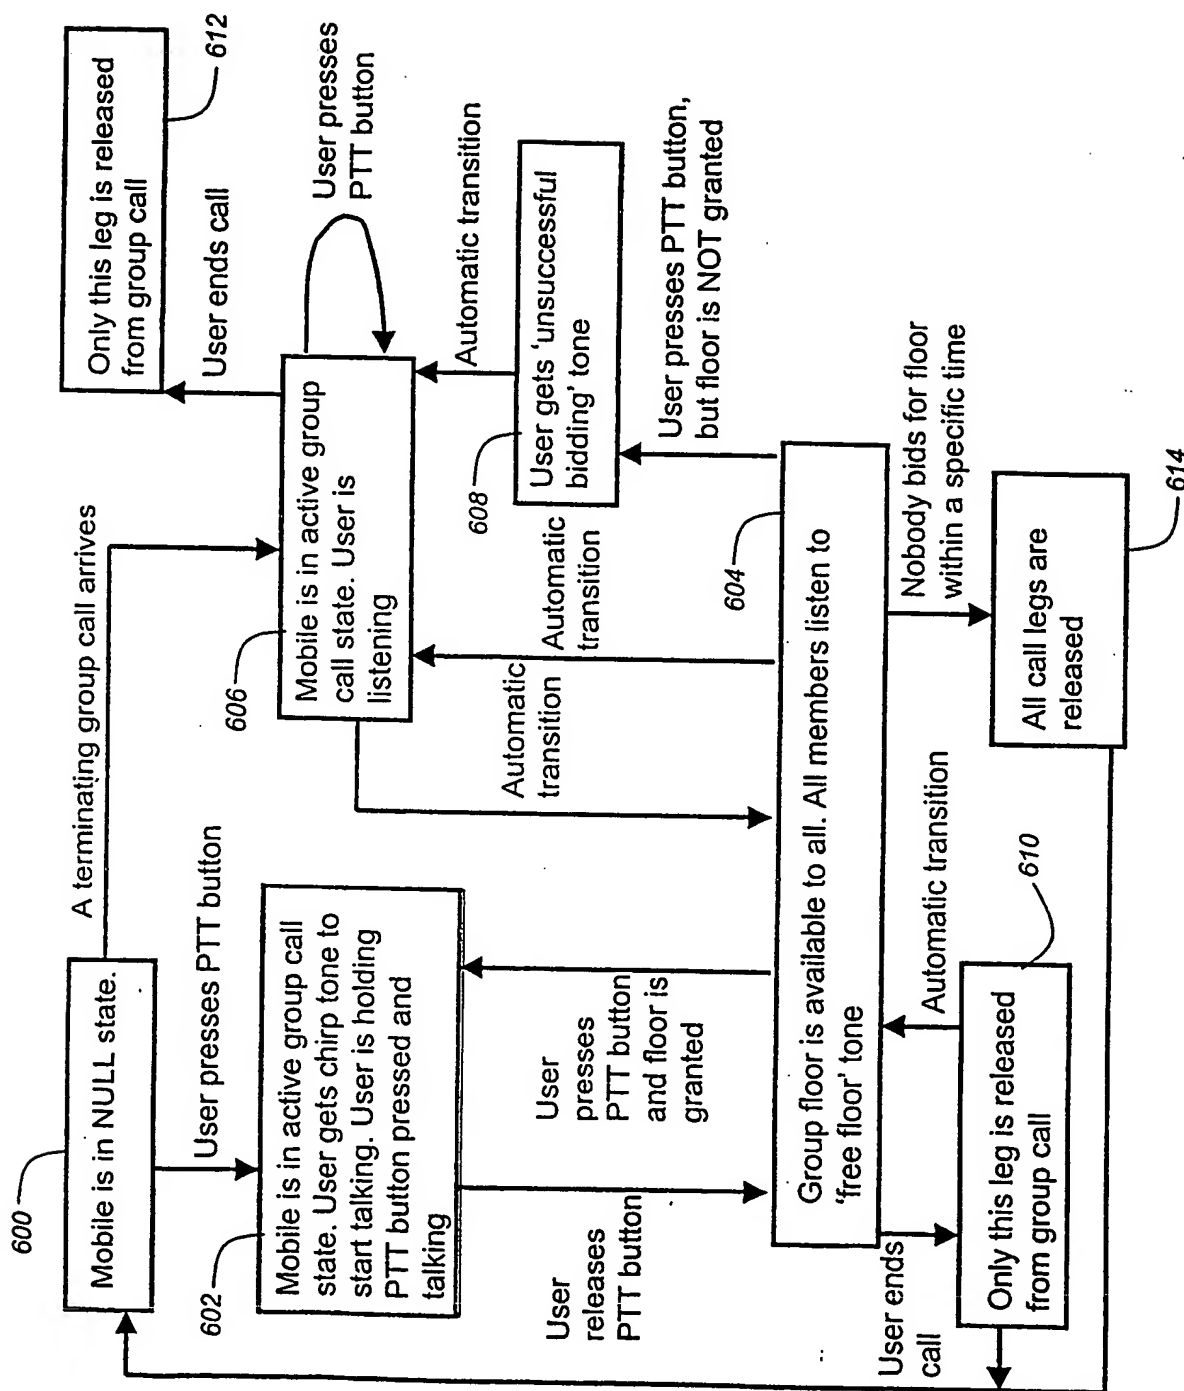 600
Mobile is in NULL state.
A terminating group call arrives
User presses PTT button
602
Mobile is in active group call
state. User gets chirp tone to
start talking. User is holding
PTT button pressed and
talking
606
Mobile is in active group
call state. User is
listening
User ends call
Only this leg is released
from group call
612
User presses
PTT button
Automatic transition
608
User gets 'unsuccessful
bidding' tone
User presses PTT button,
but floor is NOT granted
Automatic
transition
Automatic
transition
User
releases
PTT button
User
presses
PTT button
and floor is
granted
604
Group floor is available to all. All members listen to
'free floor' tone
User ends
call
Automatic transition
610
Only this leg is released
from group call
Nobody bids for floor
within a specific time
All call legs are
released
614